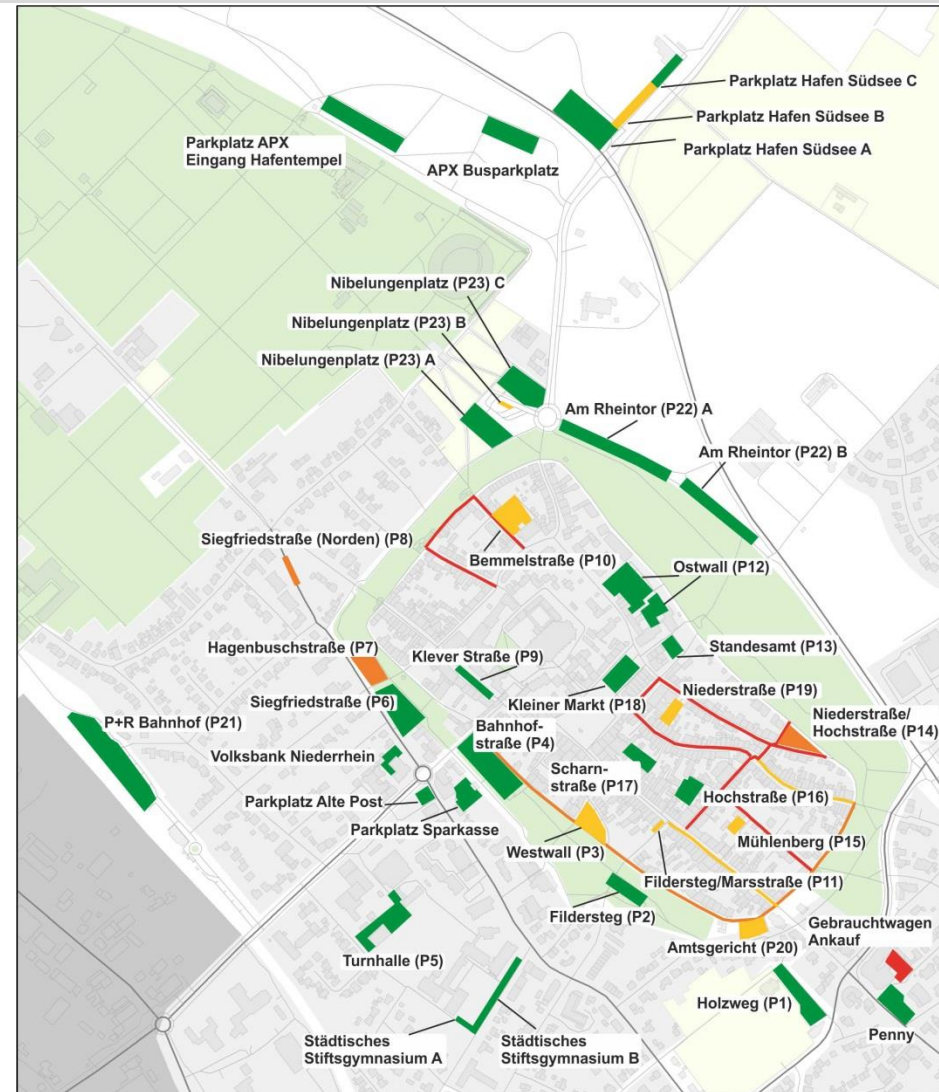 Parkplatz Hafen Südsee C
Parkplatz Hafen Südsee B
Parkplatz Hafen Südsee A
Parkplatz APX
Eingang Hafentempel
APX Busparkplatz
Nibelungenplatz (P23) C
Nibelungenplatz (P23) B
Nibelungenplatz (P23) A
Am Rheintor (P22) A
Am Rheintor (P22) B
Siegfriedstraße (Norden) (P8)
Bemmelstraße (P10)
Ostwall (P12)
Hagenbuschstraße (P7)
Klever Straße (P9)
Standesamt (P13)
Siegfriedstraße (P6)
Kleiner Markt (P18)
Niederstraße (P19)
P+R Bahnhof (P21)
Bahnhof-
straße (P4)
Niederstraße/
Hochstraße (P14)
Volksbank Niederrhein
Scharn-
straße (P17)
Parkplatz Alte Post
Hochstraße (P16)
Parkplatz Sparkasse
Mühlenberg (P15)
Westwall (P3)
Fildersteg/Marsstraße (P11)
Fildersteg (P2)
Amtsgericht (P20)
Gebrauchtwagen
Ankauf
Turnhalle (P5)
Holzweg (P1)
Penny
Städtisches
Stiftsgymnasium A
Städtisches
Stiftsgymnasium B